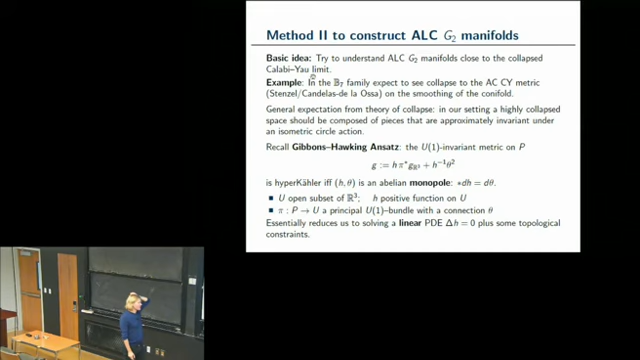 Method II to construct ALC G₂ manifolds
Basic idea: Try to understand ALC G₂ manifolds close to the collapsed
Calabi–Yau limit.
Example: In the 𝔹₇ family expect to see collapse to the AC CY metric
(Stenzel/Candelas-de la Ossa) on the smoothing of the conifold.
General expectation from theory of collapse: in our setting a highly collapsed
space should be composed of pieces that are approximately invariant under
an isometric circle action.
Recall Gibbons–Hawking Ansatz: the U(1)-invariant metric on P
g := h π*g_ℝ³ + h⁻¹θ²
is hyperKähler iff (h, θ) is an abelian monopole: *dh = dθ.
■ U open subset of ℝ³; h positive function on U
■ π : P → U a principal U(1)-bundle with a connection θ
Essentially reduces us to solving a linear PDE Δh = 0 plus some topological
constraints.